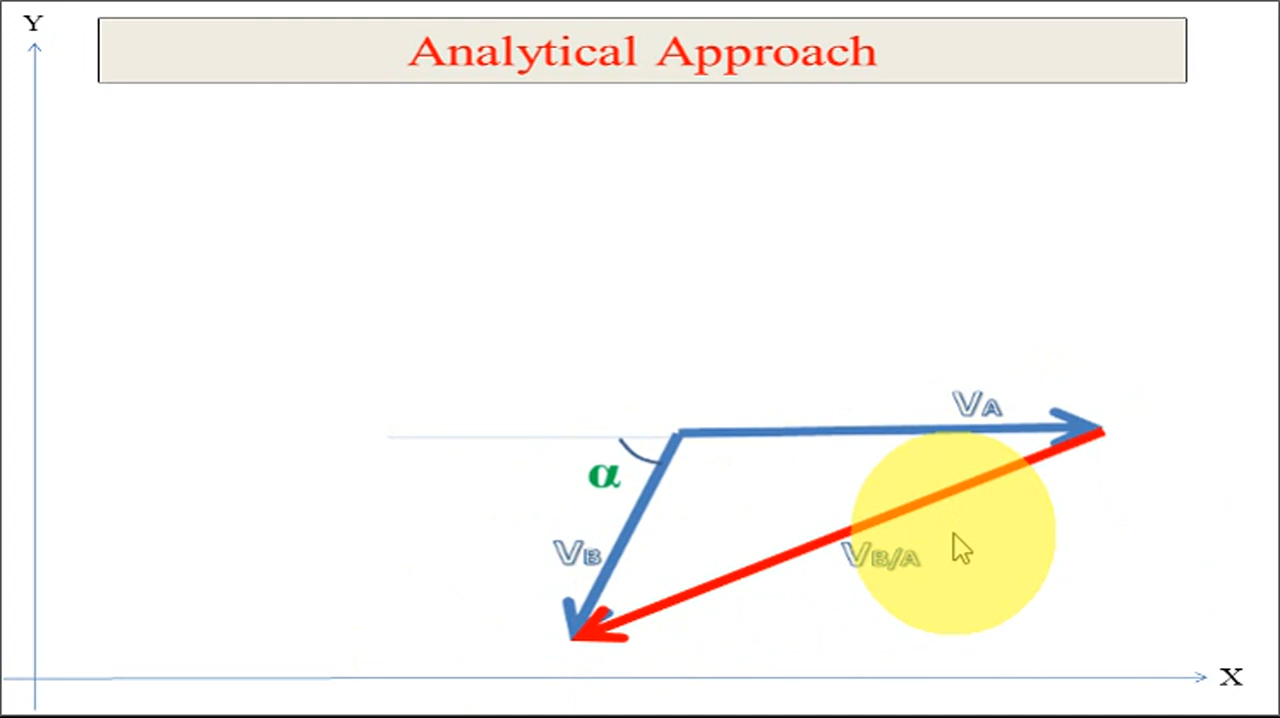 Y
Analytical Approach
VA
α
VB
VB/A
X